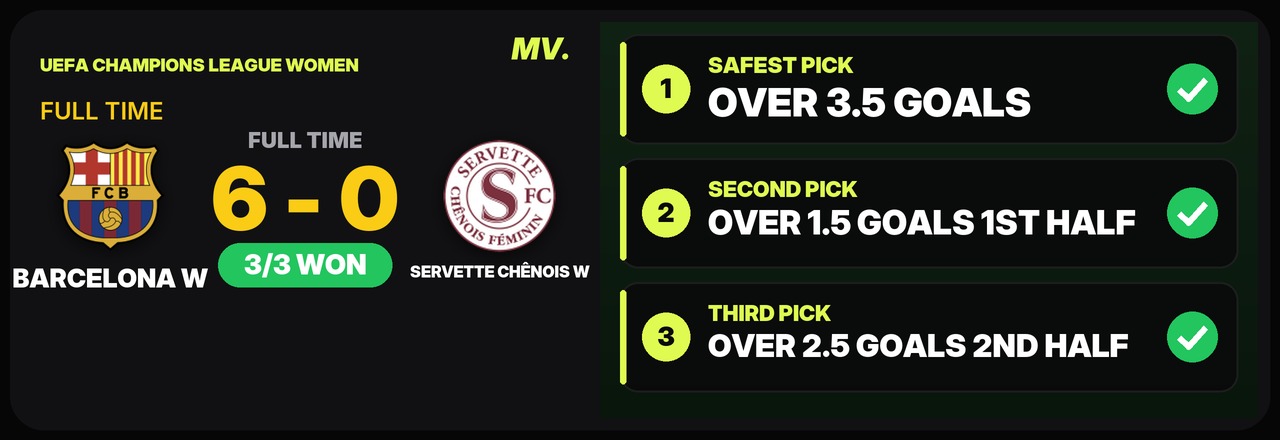 MV.
UEFA CHAMPIONS LEAGUE WOMEN
FULL TIME
FULL TIME
FCB
6 - 0
SERVETTE
S FC
CHÊNOIS FÉMININ
3/3 WON
BARCELONA W
SERVETTE CHÊNOIS W
1
SAFEST PICK
OVER 3.5 GOALS
2
SECOND PICK
OVER 1.5 GOALS 1ST HALF
3
THIRD PICK
OVER 2.5 GOALS 2ND HALF